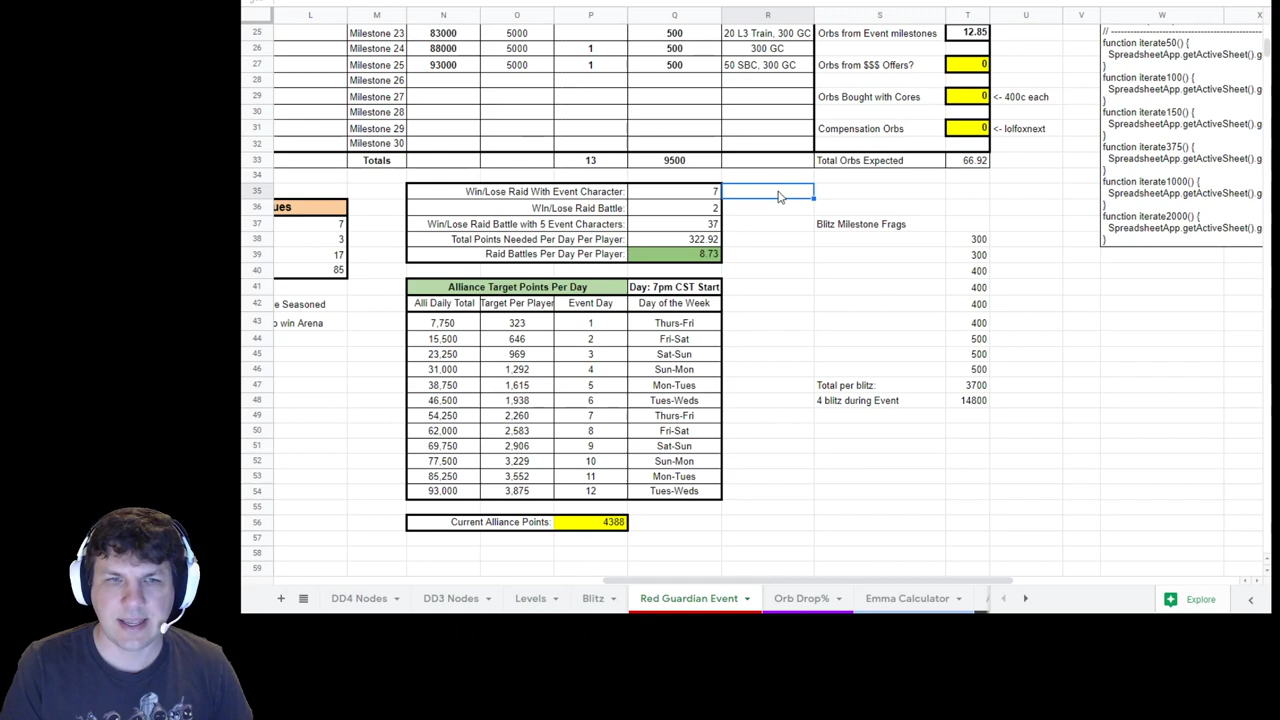 L M N O P Q R S T U V W X
25 Milestone 23 83000 5000 500 20 L3 Train, 300 GC Orbs from Event milestones 12.85 // ----------------------------
26 Milestone 24 88000 5000 1 500 300 GC function iterate50() {
SpreadsheetApp.getActiveSheet().g
27 Milestone 25 93000 5000 1 500 50 SBC, 300 GC Orbs from $$$ Offers? 0 }
28 Milestone 26 function iterate100() {
SpreadsheetApp.getActiveSheet().g
29 Milestone 27 Orbs Bought with Cores 0 <- 400c each }
30 Milestone 28 function iterate150() {
SpreadsheetApp.getActiveSheet().g
31 Milestone 29 Compensation Orbs 0 <- lolfoxnext }
32 Milestone 30 function iterate375() {
33 Totals 13 9500 Total Orbs Expected 66.92 SpreadsheetApp.getActiveSheet().g
34 }
function iterate1000() {
35 Win/Lose Raid With Event Character: 7 SpreadsheetApp.getActiveSheet().g
36 ues WIn/Lose Raid Battle: 2 }
function iterate2000() {
37 7 Win/Lose Raid Battle with 5 Event Characters: 37 Blitz Milestone Frags SpreadsheetApp.getActiveSheet().g
38 3 Total Points Needed Per Day Per Player: 322.92 300 }
39 17 Raid Battles Per Day Per Player: 8.73 300
40 85 400
41 Alliance Target Points Per Day Day: 7pm CST Start 400
42 e Seasoned Alli Daily Total Target Per Player Event Day Day of the Week 400
43 o win Arena 7,750 323 1 Thurs-Fri 400
44 15,500 646 2 Fri-Sat 500
45 23,250 969 3 Sat-Sun 500
46 31,000 1,292 4 Sun-Mon 500
47 38,750 1,615 5 Mon-Tues Total per blitz: 3700
48 46,500 1,938 6 Tues-Weds 4 blitz during Event 14800
49 54,250 2,260 7 Thurs-Fri
50 62,000 2,583 8 Fri-Sat
51 69,750 2,906 9 Sat-Sun
52 77,500 3,229 10 Sun-Mon
53 85,250 3,552 11 Mon-Tues
54 93,000 3,875 12 Tues-Weds
55
56 Current Alliance Points: 4388
57
58
59
DD4 Nodes DD3 Nodes Levels Blitz Red Guardian Event Orb Drop% Emma Calculator Explore